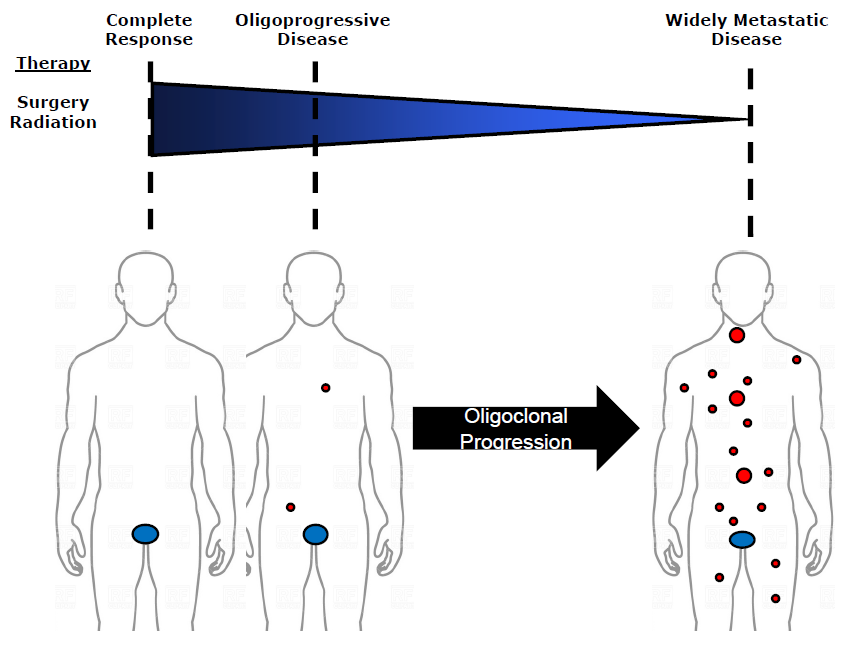 Complete
Response
Oligoprogressive
Disease
Widely Metastatic
Disease
Therapy
Surgery
Radiation
Oligoclonal
Progression